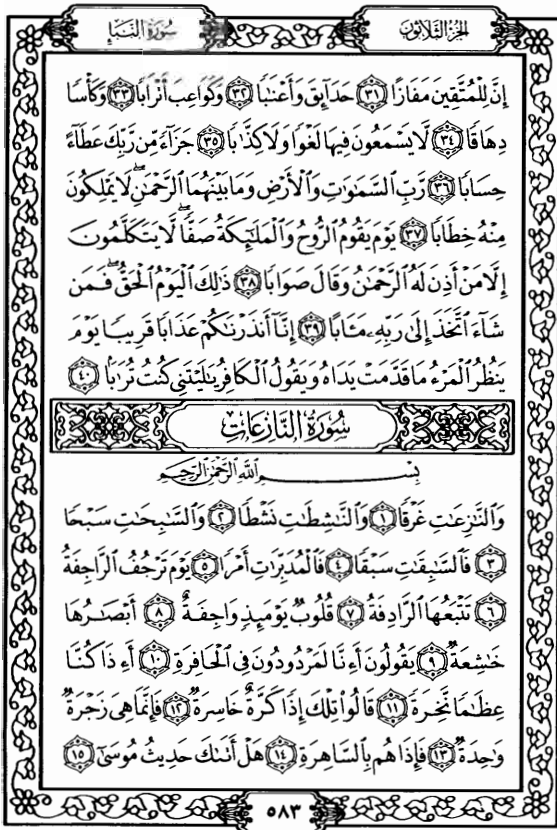 الجزء الثلاثون
سورة النبإ
إِنَّ لِلْمُتَّقِينَ مَفَازًا ٣١ حَدَآئِقَ وَأَعْنَٰبًا ٣٢ وَكَوَاعِبَ أَتْرَابًا ٣٣ وَكَأْسًا
دِهَاقًا ٣٤ لَّا يَسْمَعُونَ فِيهَا لَغْوًا وَلَا كِذَّٰبًا ٣٥ جَزَآءً مِّن رَّبِّكَ عَطَآءً
حِسَابًا ٣٦ رَّبِّ ٱلسَّمَٰوَٰتِ وَٱلْأَرْضِ وَمَا بَيْنَهُمَا ٱلرَّحْمَٰنِۖ لَا يَمْلِكُونَ
مِنْهُ خِطَابًا ٣٧ يَوْمَ يَقُومُ ٱلرُّوحُ وَٱلْمَلَٰٓئِكَةُ صَفًّاۖ لَّا يَتَكَلَّمُونَ
إِلَّا مَنْ أَذِنَ لَهُ ٱلرَّحْمَٰنُ وَقَالَ صَوَابًا ٣٨ ذَٰلِكَ ٱلْيَوْمُ ٱلْحَقُّۖ فَمَن
شَآءَ ٱتَّخَذَ إِلَىٰ رَبِّهِۦ مَـَٔابًا ٣٩ إِنَّآ أَنذَرْنَٰكُمْ عَذَابًا قَرِيبًا يَوْمَ
يَنظُرُ ٱلْمَرْءُ مَا قَدَّمَتْ يَدَاهُ وَيَقُولُ ٱلْكَافِرُ يَٰلَيْتَنِى كُنتُ تُرَٰبًۢا ٤٠
سُورَةُ النَّازِعَاتِ
بِسْمِ ٱللَّهِ ٱلرَّحْمَٰنِ ٱلرَّحِيمِ
وَٱلنَّٰزِعَٰتِ غَرْقًا ١ وَٱلنَّٰشِطَٰتِ نَشْطًا ٢ وَٱلسَّٰبِحَٰتِ سَبْحًا
٣ فَٱلسَّٰبِقَٰتِ سَبْقًا ٤ فَٱلْمُدَبِّرَٰتِ أَمْرًا ٥ يَوْمَ تَرْجُفُ ٱلرَّاجِفَةُ
٦ تَتْبَعُهَا ٱلرَّادِفَةُ ٧ قُلُوبٌ يَوْمَئِذٍ وَاجِفَةٌ ٨ أَبْصَٰرُهَا
خَٰشِعَةٌ ٩ يَقُولُونَ أَءِنَّا لَمَرْدُودُونَ فِى ٱلْحَافِرَةِ ١٠ أَءِذَا كُنَّا
عِظَٰمًا نَّخِرَةً ١١ قَالُوا۟ تِلْكَ إِذًا كَرَّةٌ خَاسِرَةٌ ١٢ فَإِنَّمَا هِىَ زَجْرَةٌ
وَٰحِدَةٌ ١٣ فَإِذَا هُم بِٱلسَّاهِرَةِ ١٤ هَلْ أَتَىٰكَ حَدِيثُ مُوسَىٰٓ ١٥
٥٨٣